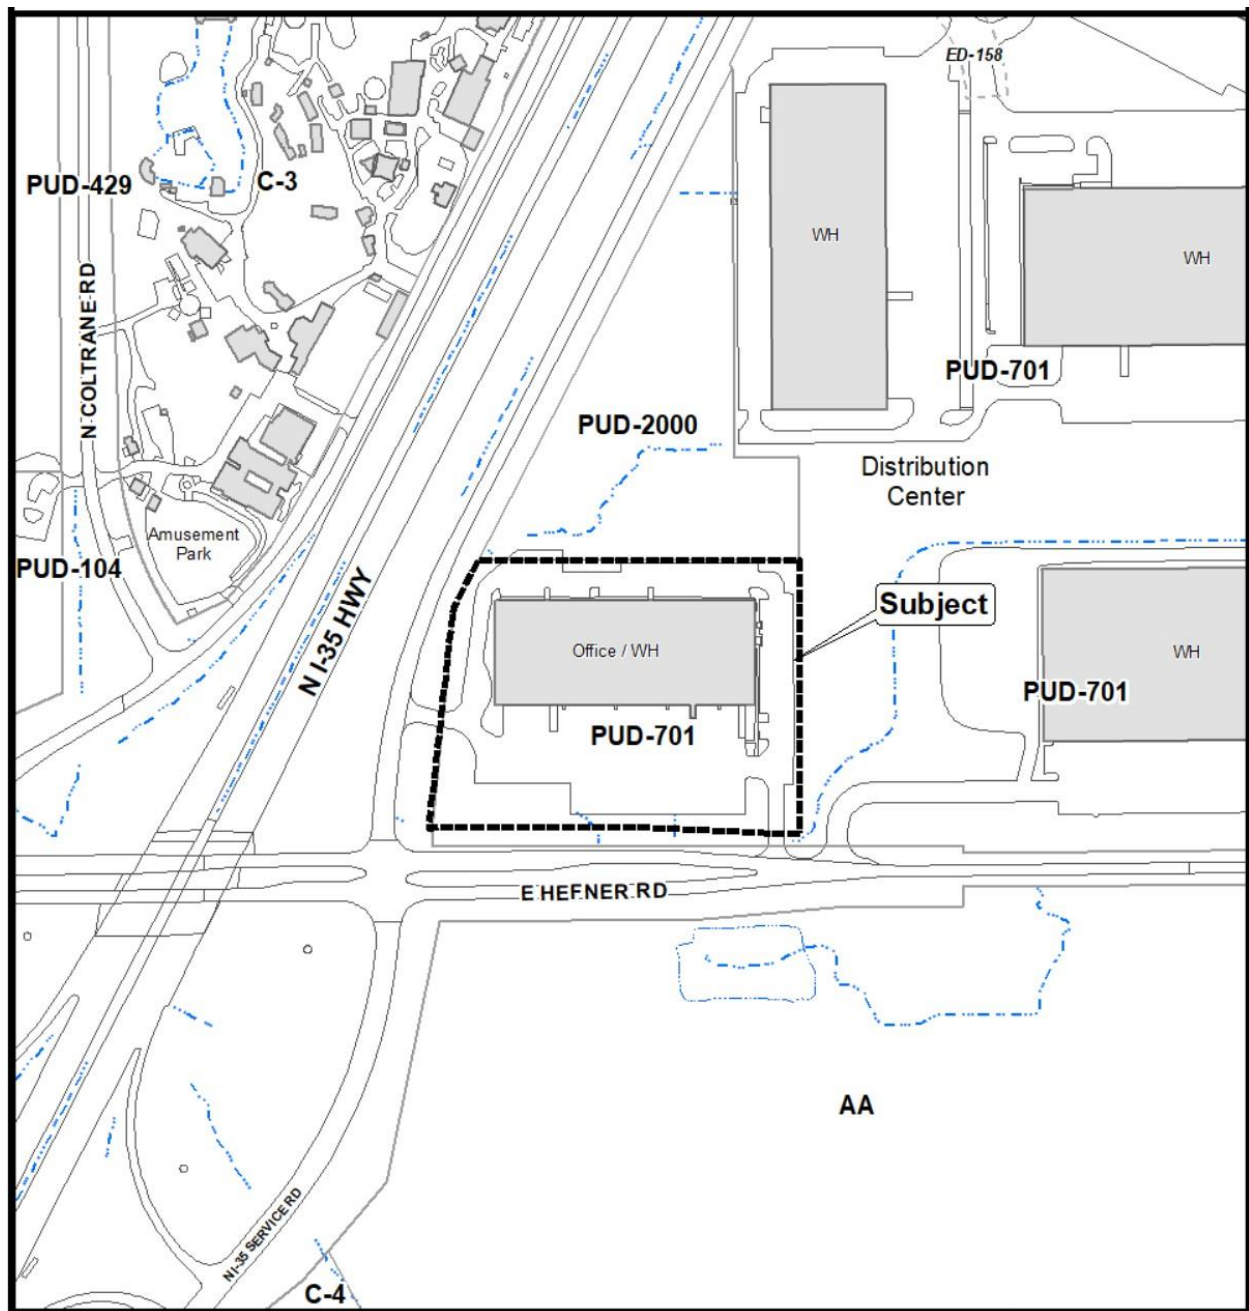 ED-158
PUD-429
C-3
WH
WH
N COLTRANE RD
PUD-701
PUD-2000
Distribution
Center
Amusement
Park
PUD-104
N I-35 HWY
Subject
Office / WH
WH
PUD-701
PUD-701
E HEFNER RD
AA
N I-35 SERVICE RD
C-4